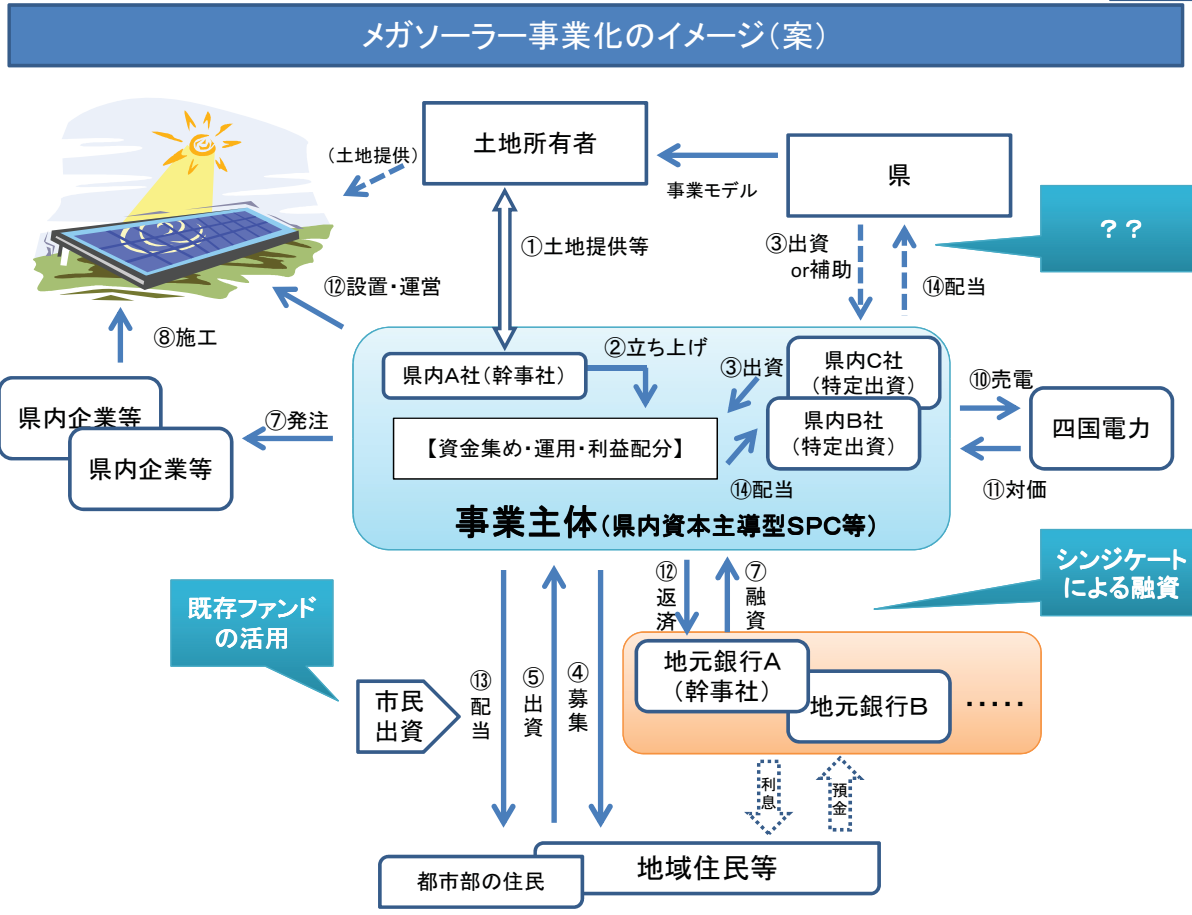 メガソーラー事業化のイメージ（案）
土地所有者
県
（土地提供）
事業モデル
？？
①土地提供等
③出資
or補助
⑭配当
⑫設置・運営
⑧施工
②立ち上げ
県内A社（幹事社）
③出資
県内C社
（特定出資）
県内B社
（特定出資）
⑩売電
四国電力
⑪対価
県内企業等
県内企業等
⑦発注
【資金集め・運用・利益配分】
⑭配当
事業主体（県内資本主導型SPC等）
シンジケート
による融資
既存ファンド
の活用
⑫返済
⑦融資
市民
出資
⑬配当
⑤出資
④募集
地元銀行A
（幹事社）
地元銀行B
・・・・・
利息
預金
都市部の住民
地域住民等